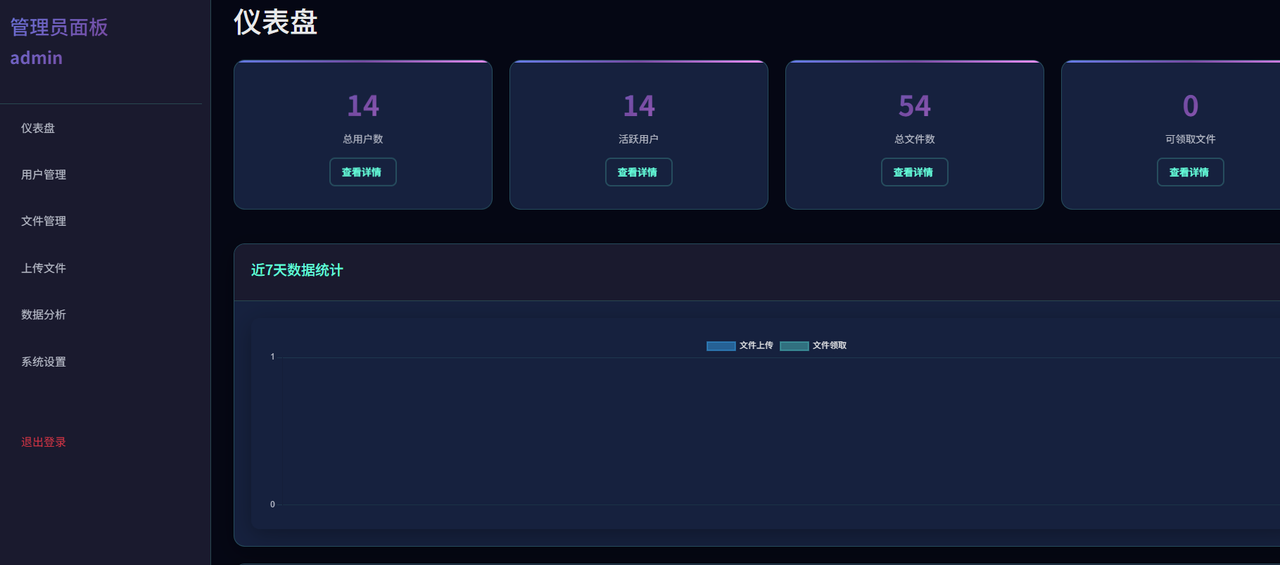 管理员面板
admin
仪表盘
用户管理
文件管理
上传文件
数据分析
系统设置
退出登录
仪表盘
14
总用户数
查看详情
14
活跃用户
查看详情
54
总文件数
查看详情
0
可领取文件
查看详情
近7天数据统计
文件上传 文件领取
1
0